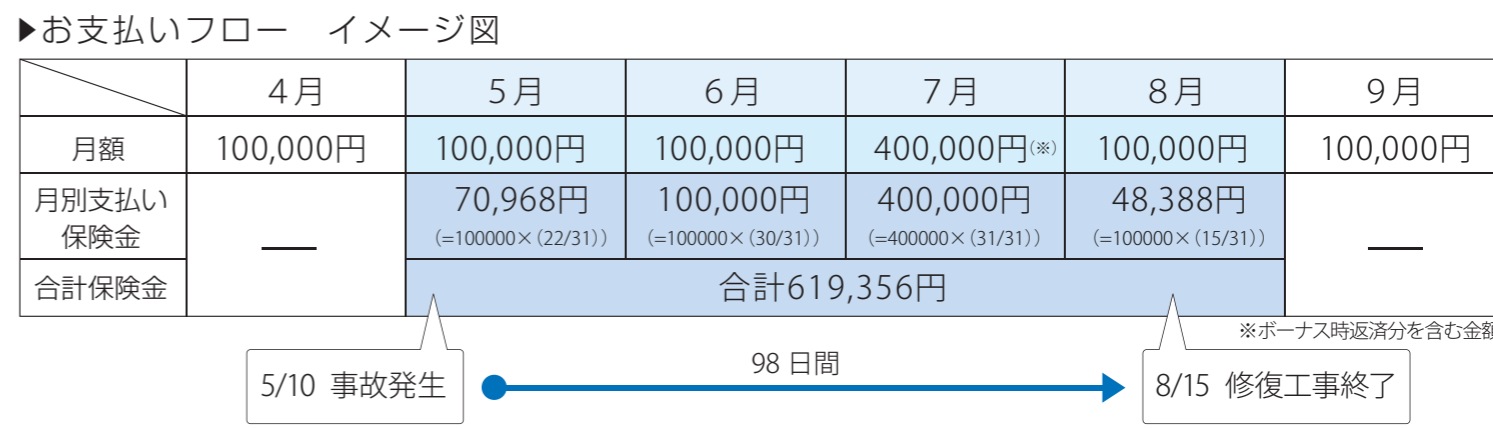 ▶お支払いフロー　イメージ図
4月 5月 6月 7月 8月 9月
月額 100,000円 100,000円 100,000円 400,000円(※) 100,000円 100,000円
月別支払い
保険金
― 70,968円 100,000円 400,000円 48,388円 ―
(=100000×(22/31)) (=100000×(30/31)) (=400000×(31/31)) (=100000×(15/31))
合計保険金 合計619,356円
※ボーナス時返済分を含む金額
5/10 事故発生 98 日間 8/15 修復工事終了